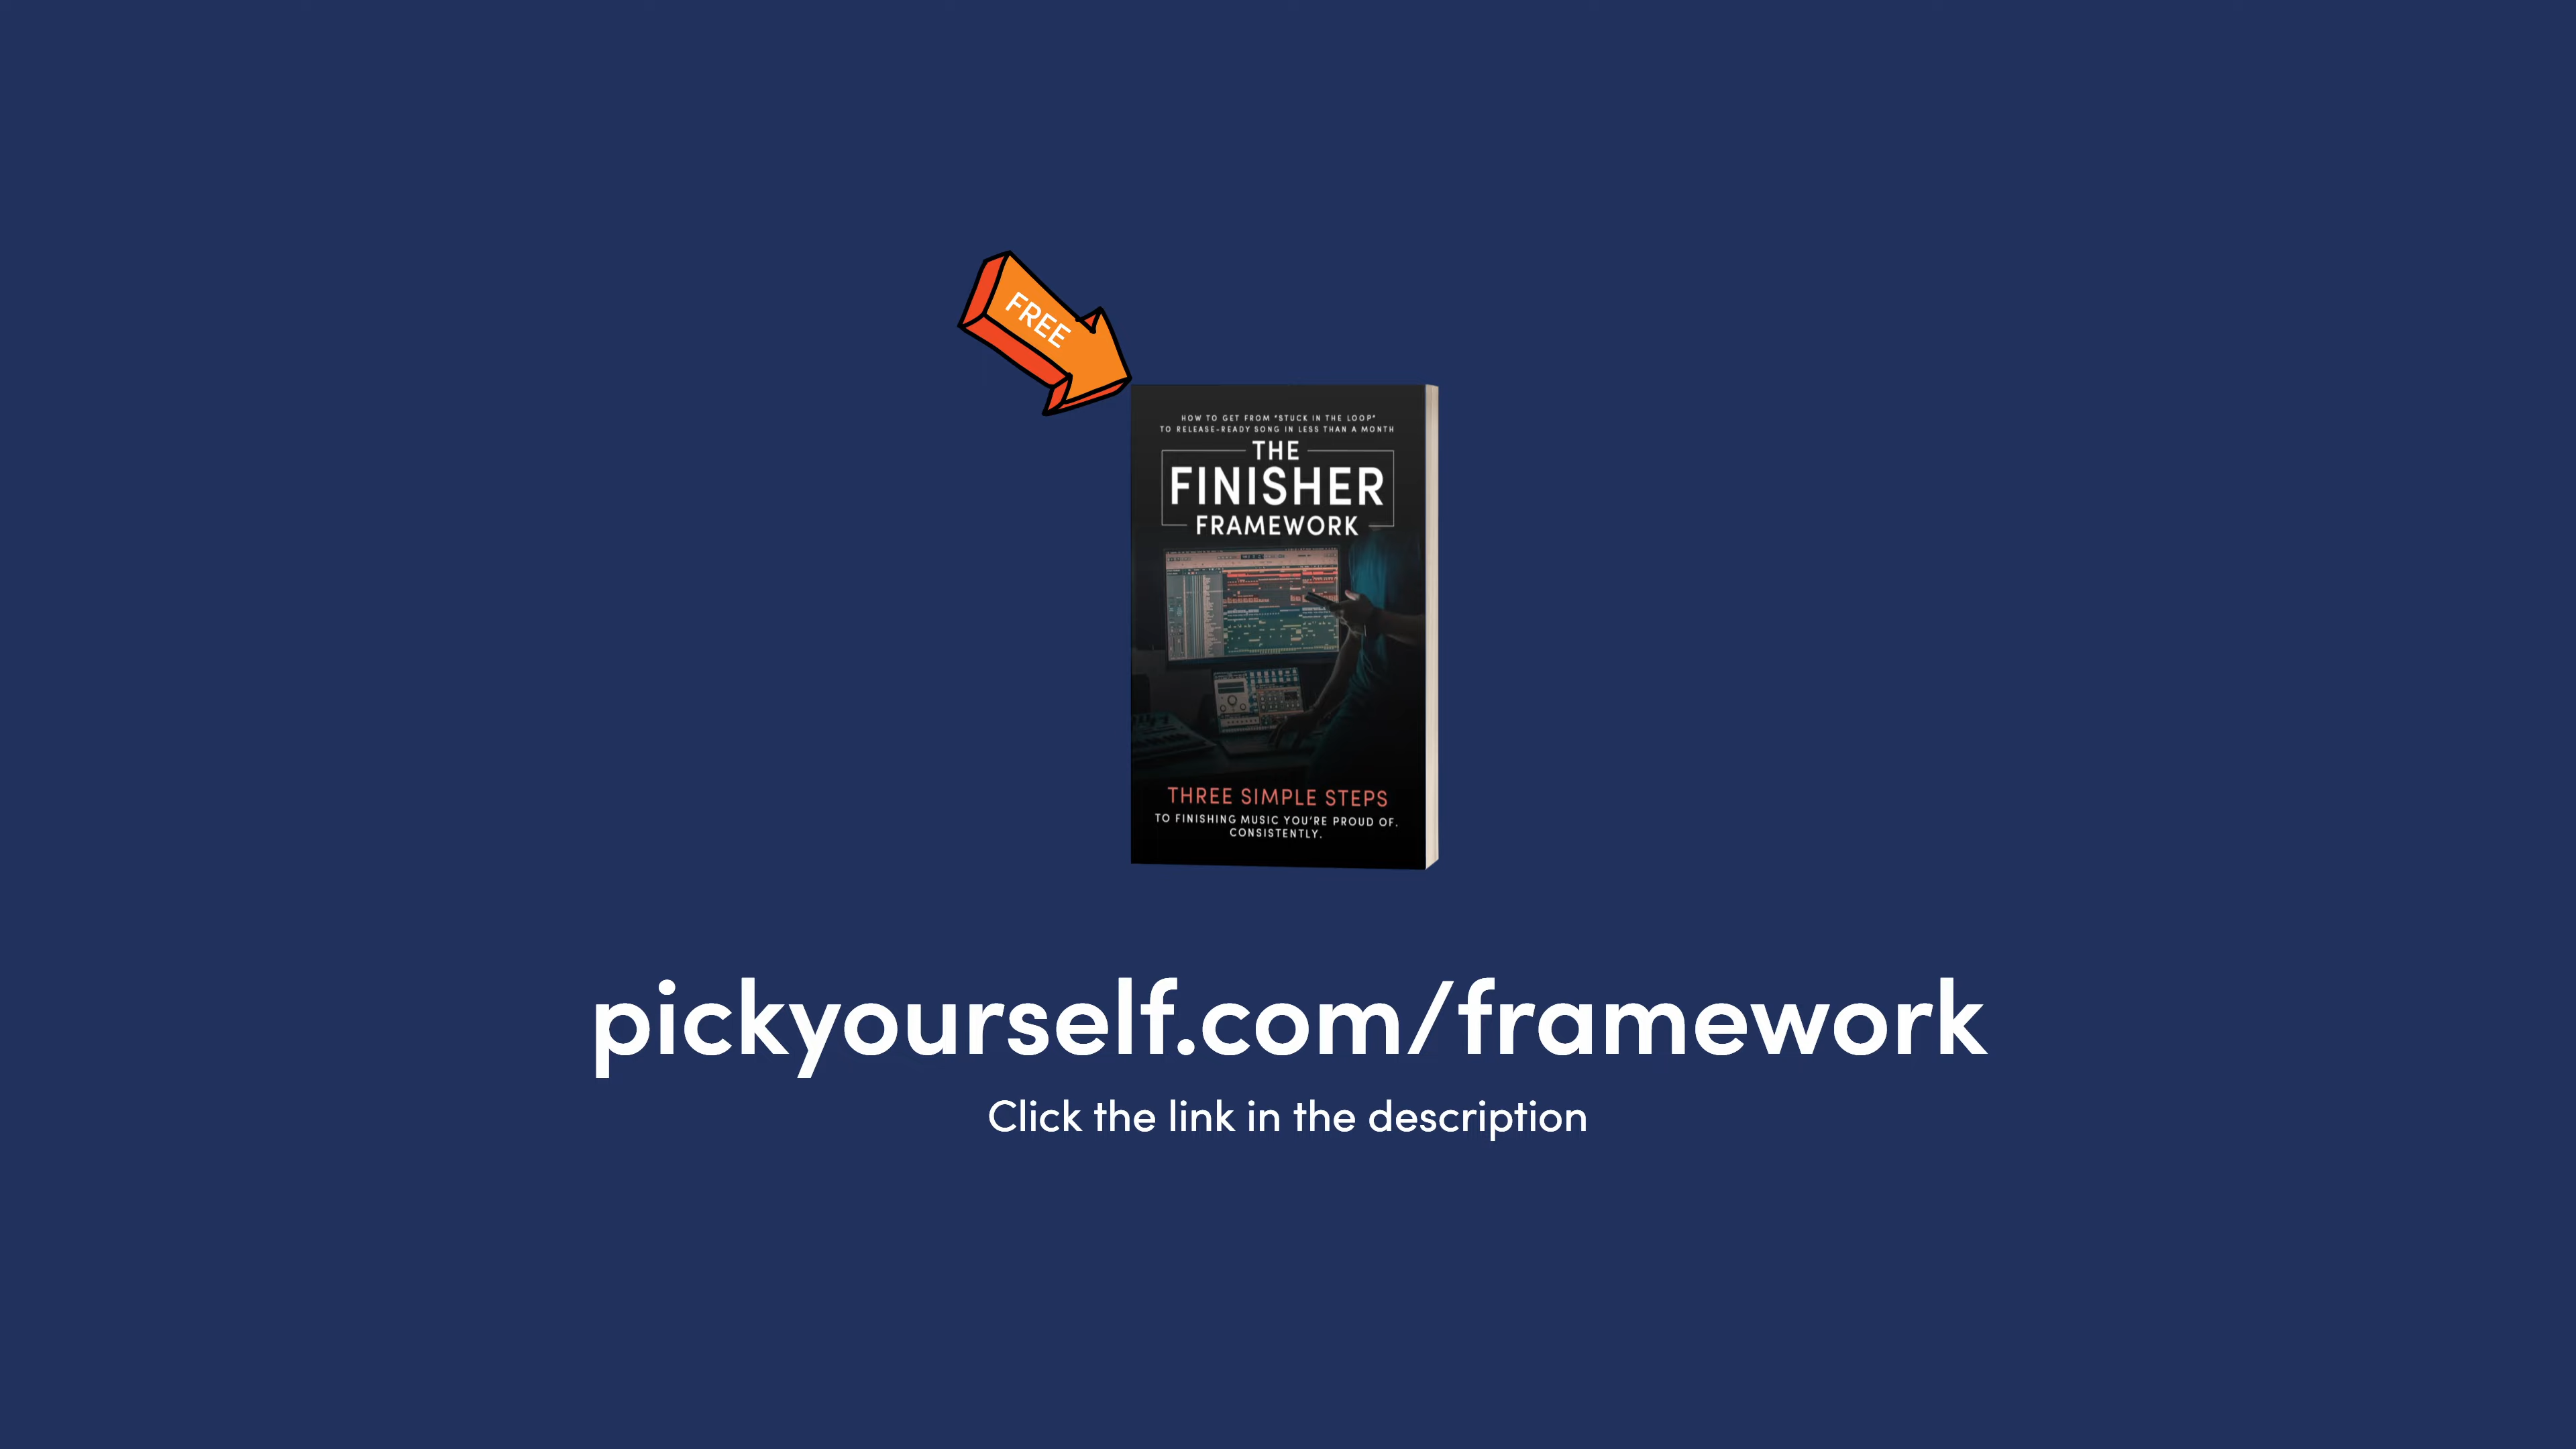 FREE
HOW TO GET FROM "STUCK IN THE LOOP"
TO RELEASE-READY SONG IN LESS THAN A MONTH
THE
FINISHER
FRAMEWORK
THREE SIMPLE STEPS
TO FINISHING MUSIC YOU'RE PROUD OF.
CONSISTENTLY.
pickyourself.com/framework
Click the link in the description